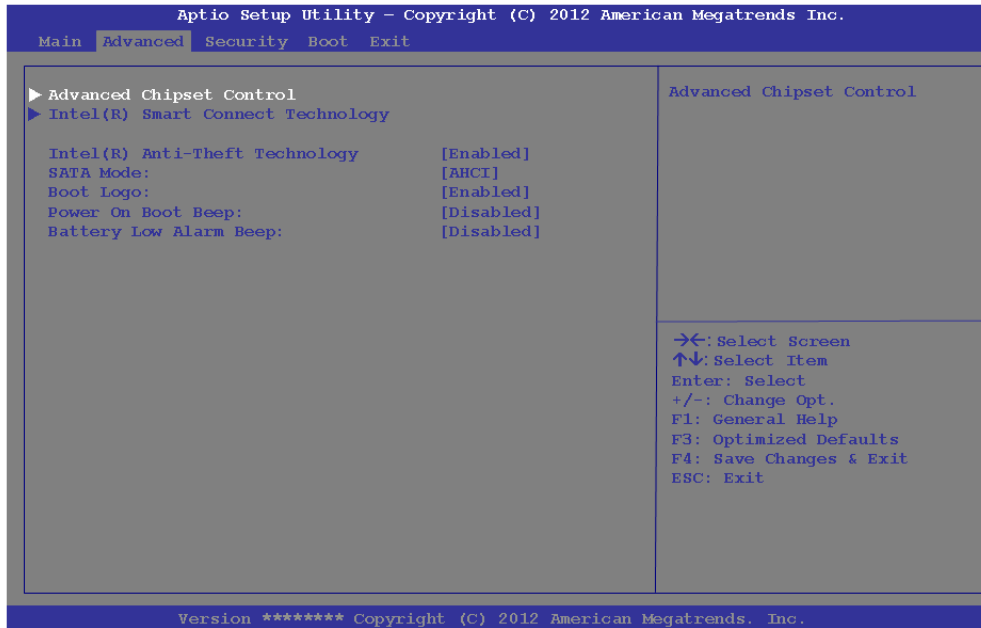 Aptio Setup Utility – Copyright (C) 2012 American Megatrends Inc.
Main Advanced Security Boot Exit
▶ Advanced Chipset Control
▶ Intel(R) Smart Connect Technology
Intel(R) Anti-Theft Technology [Enabled]
SATA Mode: [AHCI]
Boot Logo: [Enabled]
Power On Boot Beep: [Disabled]
Battery Low Alarm Beep: [Disabled]
Advanced Chipset Control
→←: Select Screen
↑↓: Select Item
Enter: Select
+/-: Change Opt.
F1: General Help
F3: Optimized Defaults
F4: Save Changes & Exit
ESC: Exit
Version ******** Copyright (C) 2012 American Megatrends. Inc.